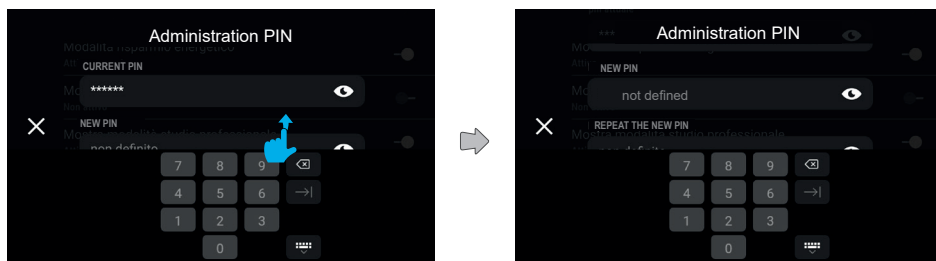 Administration PIN
Modalità risparmio energetico
CURRENT PIN
******
NEW PIN
Mostra modalità studio professionale
non definito
7 8 9
4 5 6
1 2 3
0
Administration PIN
***
NEW PIN
not defined
REPEAT THE NEW PIN
Mostra modalità studio professionale
non definito
7 8 9
4 5 6
1 2 3
0